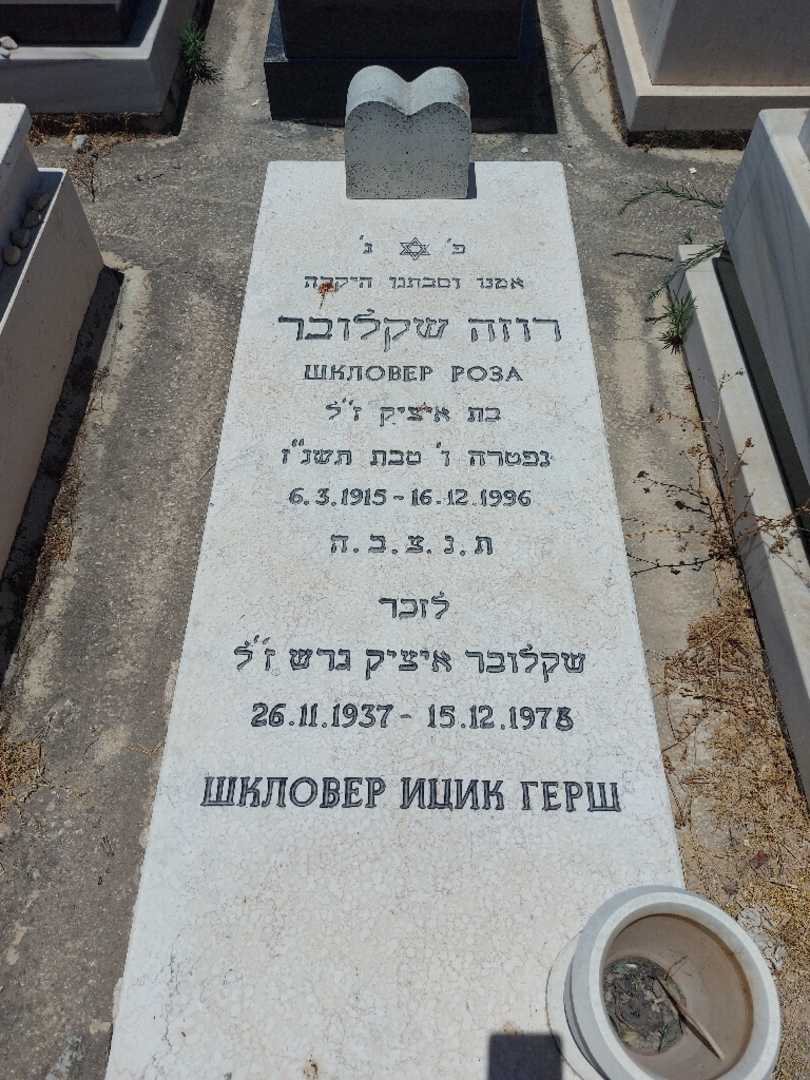 פ' ✡ נ'
אמנו וסבתנו היקרה
רוזה שקלובר
ШКЛОВЕР РОЗА
בת איציק ז"ל
נפטרה ו' טבת תשנ"ז
6.3.1915 - 16.12.1996
ת.נ.צ.ב.ה
לזכר
שקלובר איציק גרש ז"ל
26.11.1937 - 15.12.1978
ШКЛОВЕР ИЦИК ГЕРШ